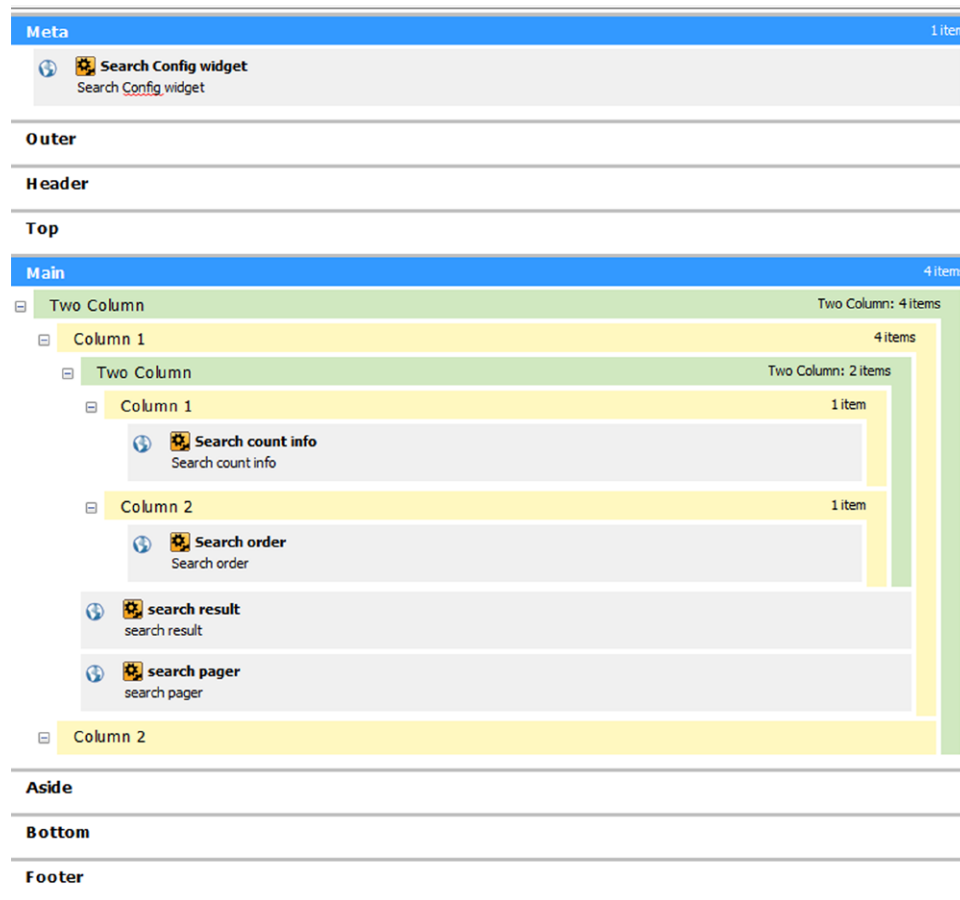 Meta 1 item
Search Config widget
Search Config widget
Outer
Header
Top
Main 4 items
Two Column Two Column: 4 items
Column 1 4 items
Two Column Two Column: 2 items
Column 1 1 item
Search count info
Search count info
Column 2 1 item
Search order
Search order
search result
search result
search pager
search pager
Column 2
Aside
Bottom
Footer